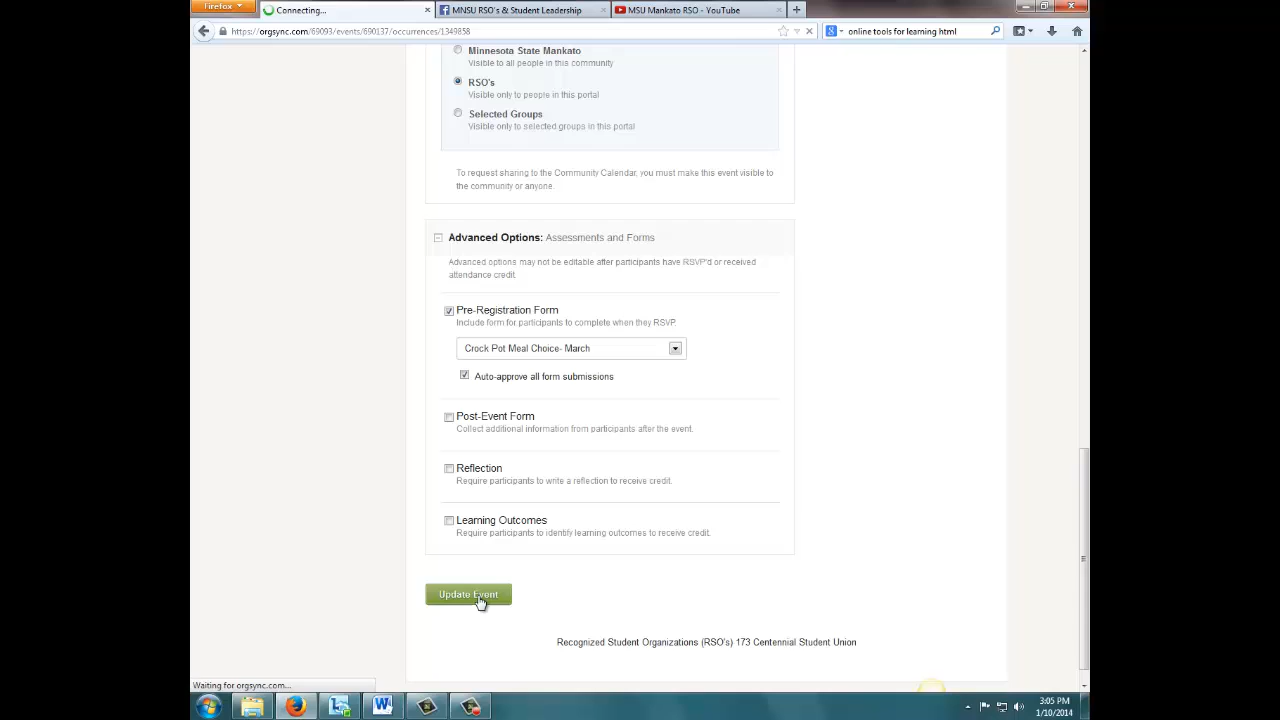 Firefox
Connecting...
MNSU RSO's & Student Leadership
MSU Mankato RSO - YouTube
https://orgsync.com/69093/events/690137/occurrences/1349858
online tools for learning html
Minnesota State Mankato
Visible to all people in this community
RSO's
Visible only to people in this portal
Selected Groups
Visible only to selected groups in this portal
To request sharing to the Community Calendar, you must make this event visible to
the community or anyone.
Advanced Options: Assessments and Forms
Advanced options may not be editable after participants have RSVP'd or received
attendance credit.
Pre-Registration Form
Include form for participants to complete when they RSVP.
Crock Pot Meal Choice- March
Auto-approve all form submissions
Post-Event Form
Collect additional information from participants after the event.
Reflection
Require participants to write a reflection to receive credit.
Learning Outcomes
Require participants to identify learning outcomes to receive credit.
Update Event
Recognized Student Organizations (RSO's) 173 Centennial Student Union
Waiting for orgsync.com...
3:05 PM
1/10/2014